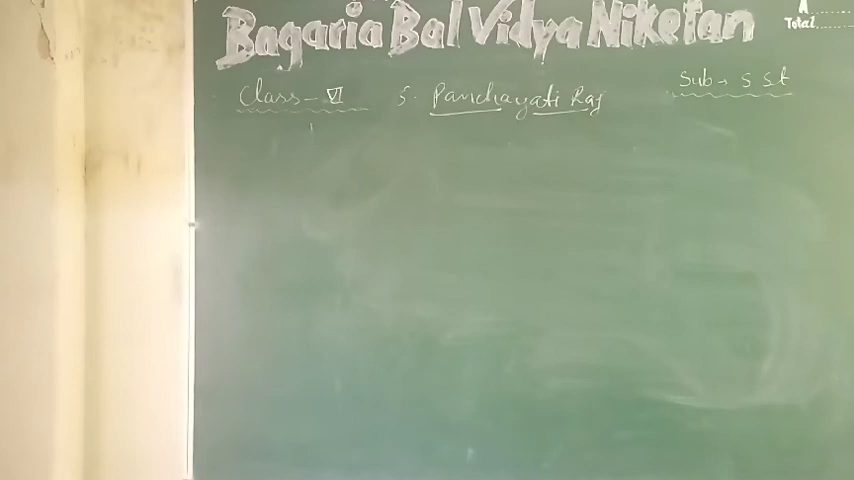 Bagaria Bal Vidya Niketan
A
Total
Class - VI 5. Panchayati Raj Sub → S St